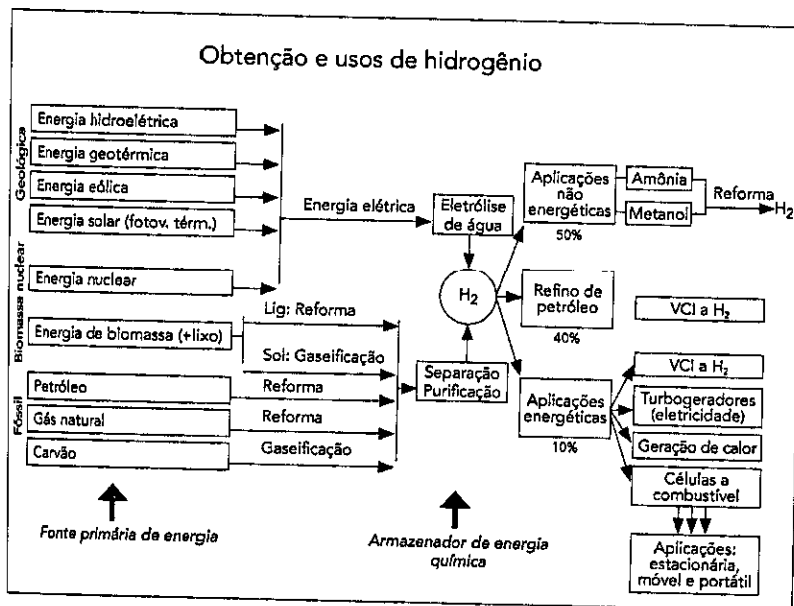 Obtenção e usos de hidrogênio
Geológica
Energia hidroelétrica
Energia geotérmica
Energia eólica
Energia solar (fotov. térm.)
Biomassa nuclear
Energia nuclear
Energia de biomassa (+lixo)
Fóssil
Petróleo
Gás natural
Carvão
Energia elétrica
Lig: Reforma
Sol: Gaseificação
Reforma
Reforma
Gaseificação
Eletrólise
de água
H2
Separação
Purificação
Aplicações
não
energéticas
50%
Amônia
Metanol
Reforma
H2
Refino de
petróleo
40%
VCI a H2
Aplicações
energéticas
10%
VCI a H2
Turbogeradores
(eletricidade)
Geração de calor
Células a
combustível
Aplicações:
estacionária,
móvel e portátil
Fonte primária de energia
Armazenador de energia
química